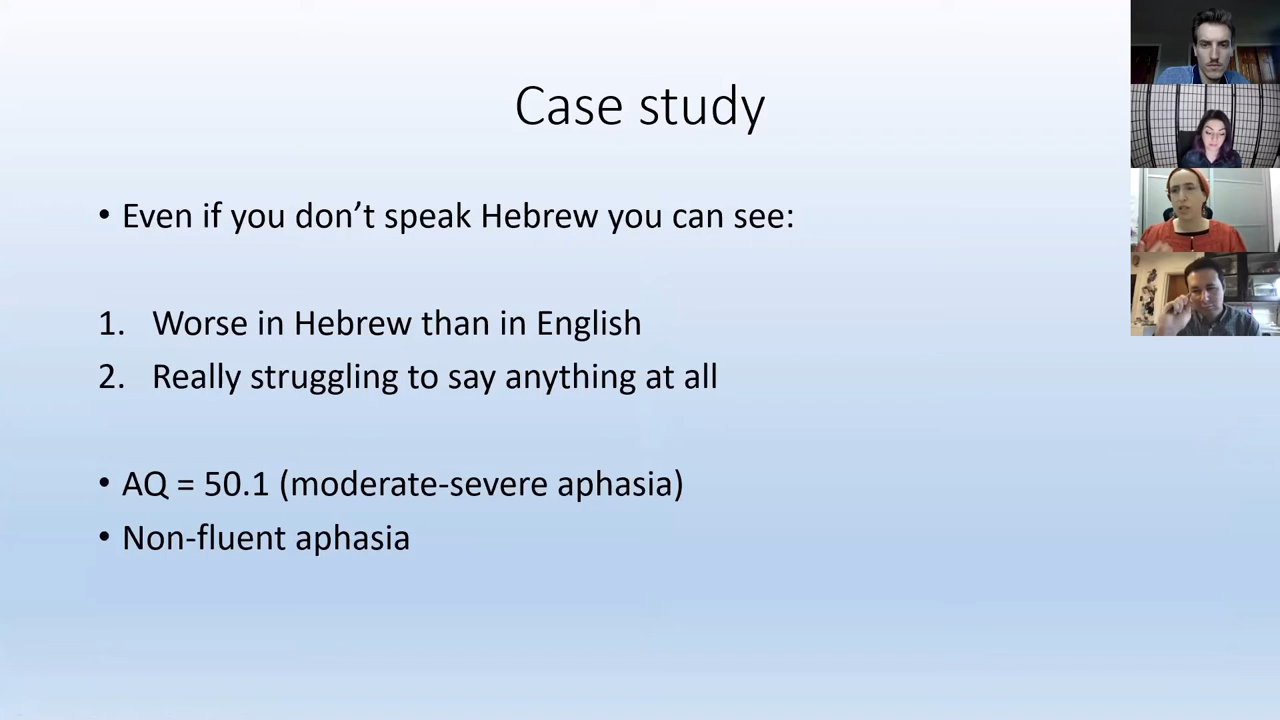 Case study
• Even if you don’t speak Hebrew you can see:
1. Worse in Hebrew than in English
2. Really struggling to say anything at all
• AQ = 50.1 (moderate-severe aphasia)
• Non-fluent aphasia